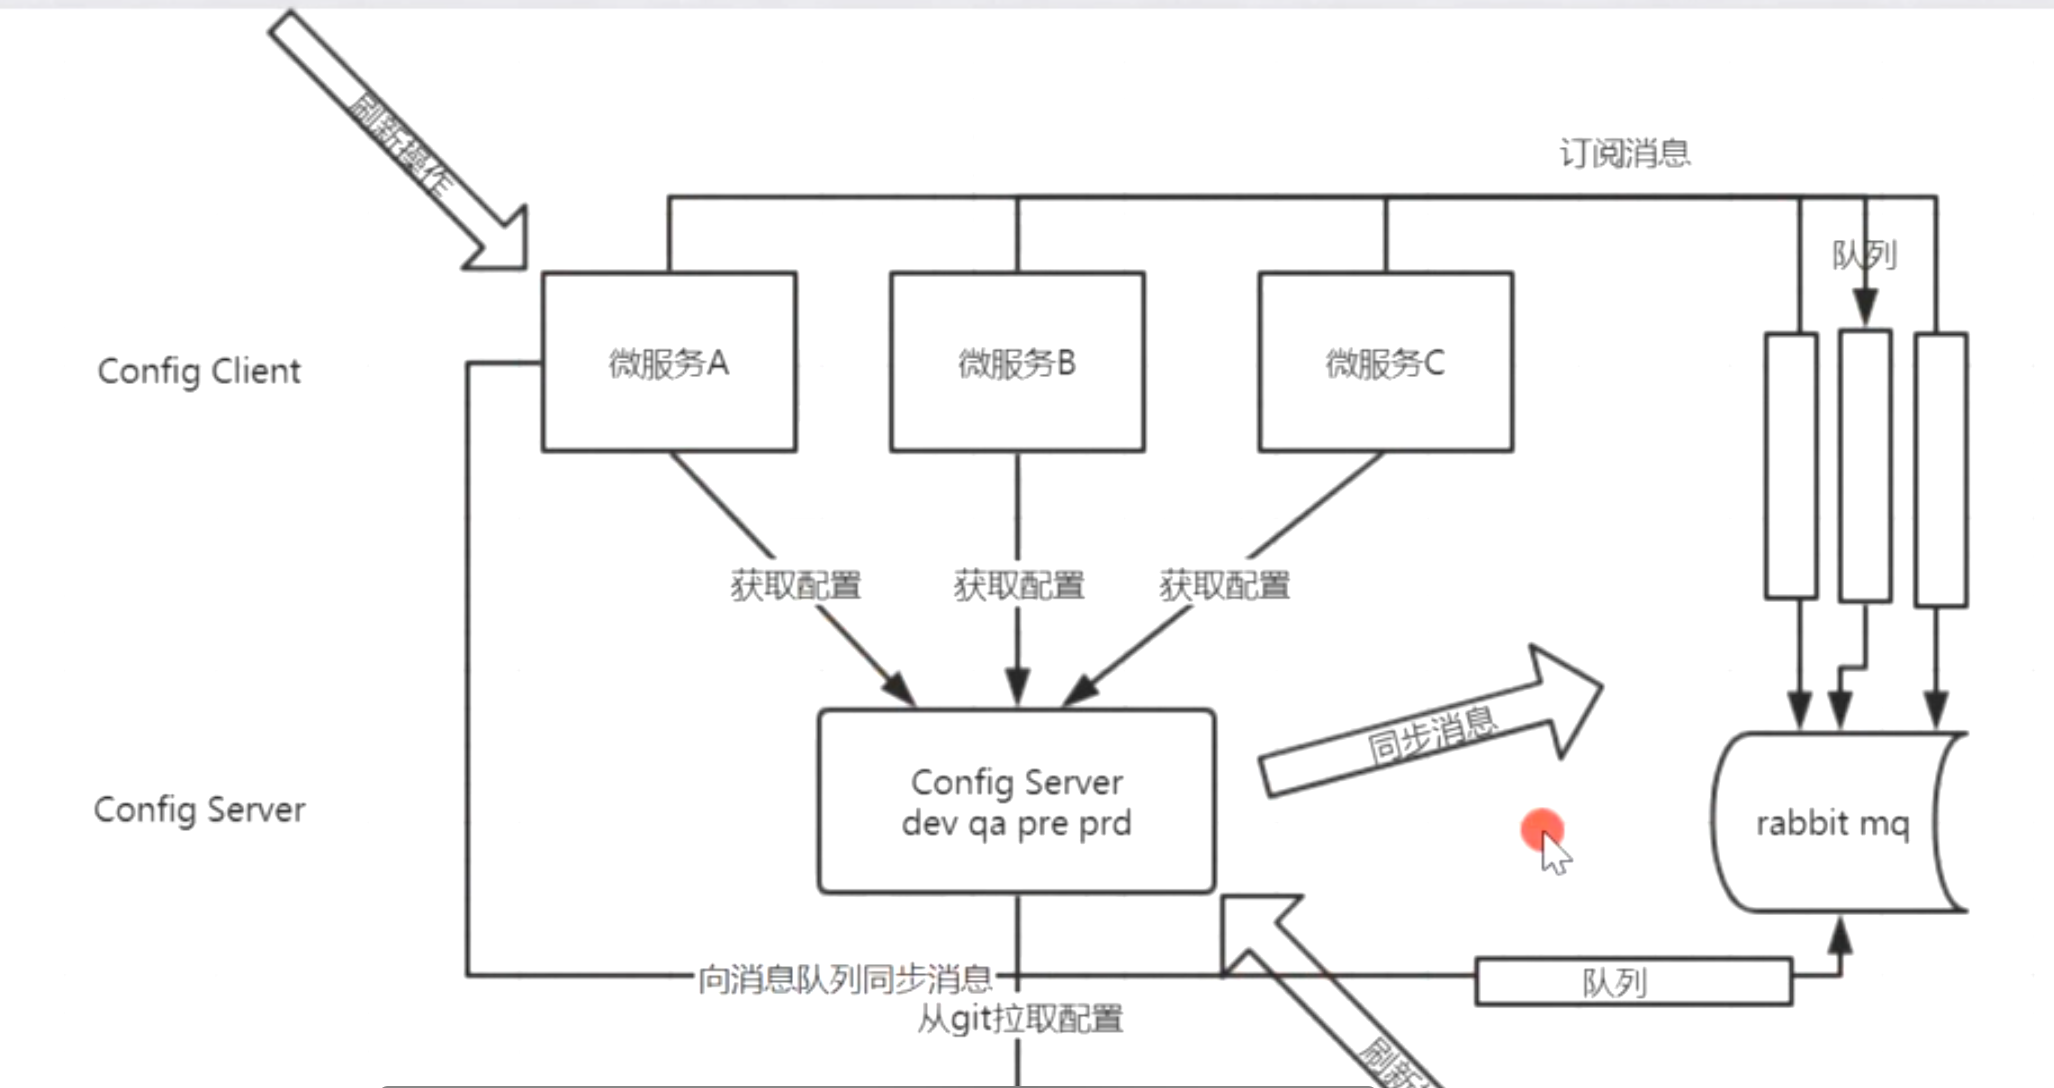 刷新操作
订阅消息
队列
Config Client
微服务A
微服务B
微服务C
获取配置
获取配置
获取配置
同步消息
Config Server
Config Server
dev qa pre prd
rabbit mq
向消息队列同步消息
队列
从git拉取配置
刷新